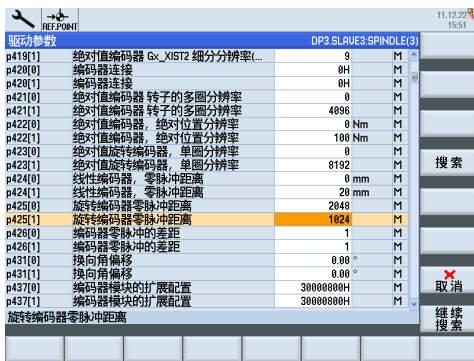 REF.POINT
11.12.22
15:51
驱动参数 DP3.SLAVE3:SPINDLE(3)
p419[1] 绝对值编码器 Gx_XIST2 细分分辨率(... 9 M
p420[0] 编码器连接 0H M
p420[1] 编码器连接 0H M
p421[0] 绝对值编码器 转子的多圈分辨率 0 M
p421[1] 绝对值编码器 转子的多圈分辨率 4096 M
p422[0] 绝对值编码器, 绝对位置分辨率 0 Nm M
p422[1] 绝对值编码器, 绝对位置分辨率 100 Nm M
p423[0] 绝对值旋转编码器, 单圈分辨率 0 M
p423[1] 绝对值旋转编码器, 单圈分辨率 8192 M
p424[0] 线性编码器, 零脉冲距离 0 mm M
p424[1] 线性编码器, 零脉冲距离 20 mm M
p425[0] 旋转编码器零脉冲距离 2048 M
p425[1] 旋转编码器零脉冲距离 1024 M
p426[0] 编码器零脉冲的差距 1 M
p426[1] 编码器零脉冲的差距 1 M
p431[0] 换向角偏移 0.00 ° M
p431[1] 换向角偏移 0.00 ° M
p437[0] 编码器模块的扩展配置 30000800H M
p437[1] 编码器模块的扩展配置 30000800H M
旋转编码器零脉冲距离
搜索
取消
继续
搜索